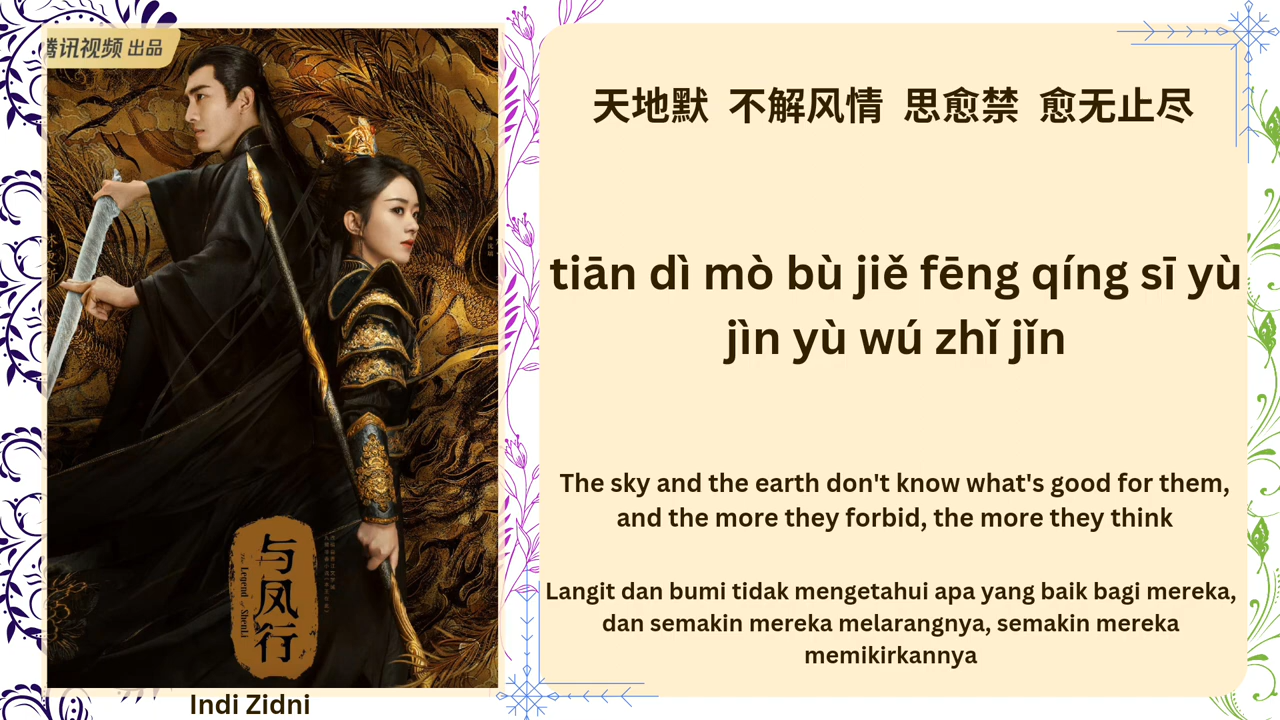 腾讯视频 出品
与凤行
The Legend of ShenLi
Indi Zidni
天地默 不解风情 思愈禁 愈无止尽
tiān dì mò bù jiě fēng qíng sī yù
jìn yù wú zhǐ jǐn
The sky and the earth don't know what's good for them,
and the more they forbid, the more they think
Langit dan bumi tidak mengetahui apa yang baik bagi mereka,
dan semakin mereka melarangnya, semakin mereka
memikirkannya